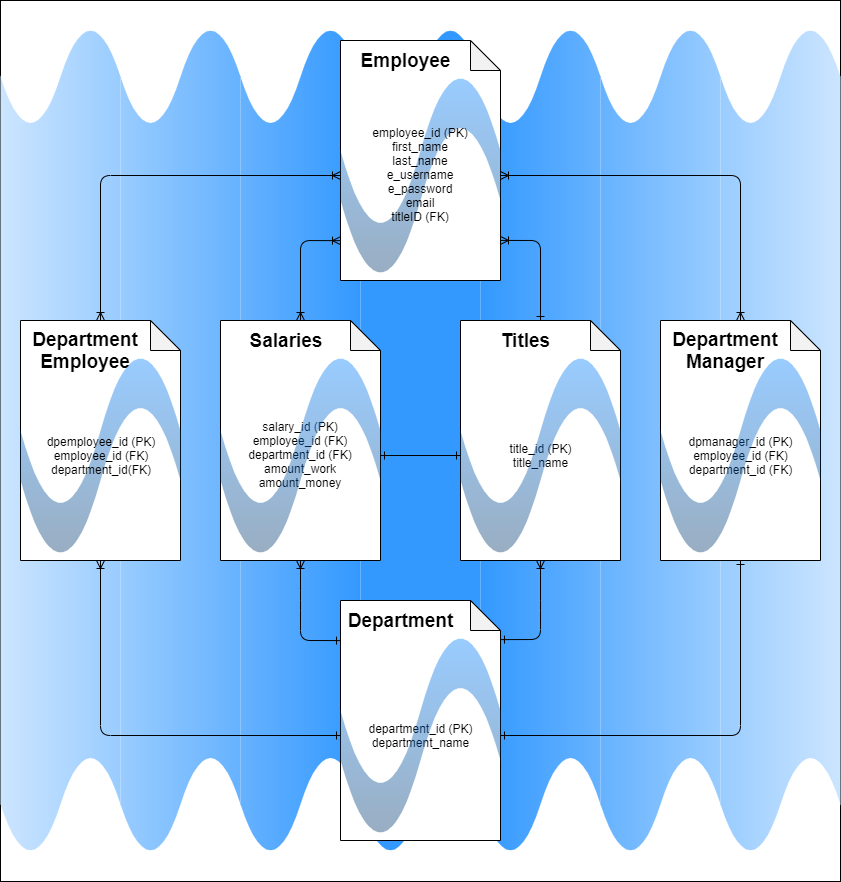 Employee
employee_id (PK)
first_name
last_name
e_username
e_password
email
titleID (FK)
Department
Employee
dpemployee_id (PK)
employee_id (FK)
department_id(FK)
Salaries
salary_id (PK)
employee_id (FK)
department_id (FK)
amount_work
amount_money
Titles
title_id (PK)
title_name
Department
Manager
dpmanager_id (PK)
employee_id (FK)
department_id (FK)
Department
department_id (PK)
department_name